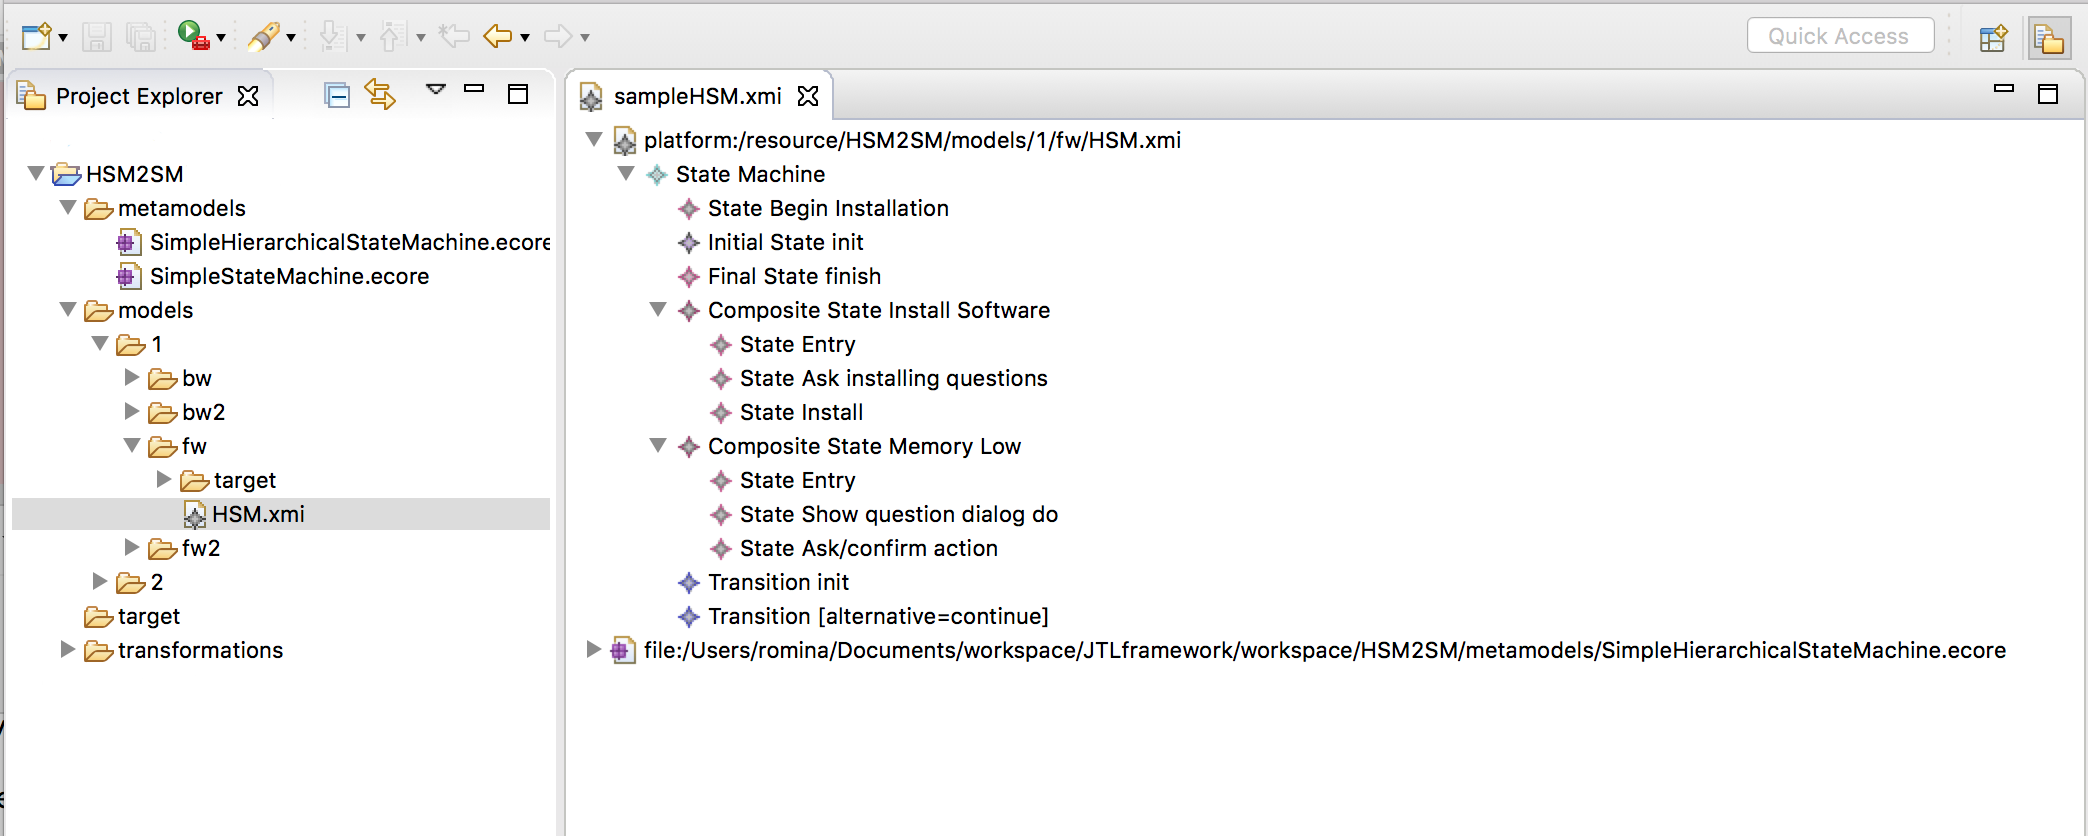 Quick Access
Project Explorer
HSM2SM
metamodels
SimpleHierarchicalStateMachine.ecore
SimpleStateMachine.ecore
models
1
bw
bw2
fw
target
HSM.xmi
fw2
2
target
transformations
sampleHSM.xmi
platform:/resource/HSM2SM/models/1/fw/HSM.xmi
State Machine
State Begin Installation
Initial State init
Final State finish
Composite State Install Software
State Entry
State Ask installing questions
State Install
Composite State Memory Low
State Entry
State Show question dialog do
State Ask/confirm action
Transition init
Transition [alternative=continue]
file:/Users/romina/Documents/workspace/JTLframework/workspace/HSM2SM/metamodels/SimpleHierarchicalStateMachine.ecore